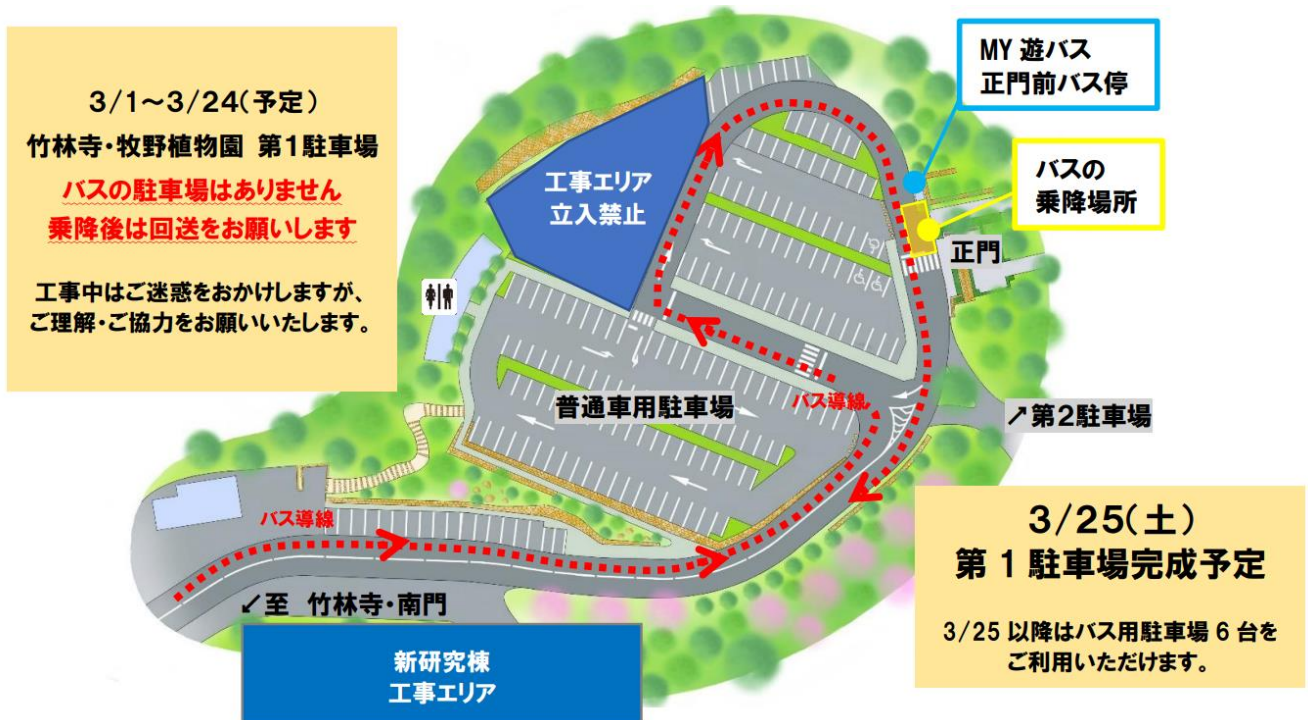 3/1～3/24(予定)
竹林寺・牧野植物園 第1駐車場
バスの駐車場はありません
乗降後は回送をお願いします
工事中はご迷惑をおかけしますが、
ご理解・ご協力をお願いいたします。
MY 遊バス
正門前バス停
バスの
乗降場所
工事エリア
立入禁止
正門
普通車用駐車場
バス導線
↗第2駐車場
バス導線
↙至 竹林寺・南門
新研究棟
工事エリア
3/25(土)
第1駐車場完成予定
3/25 以降はバス用駐車場 6 台を
ご利用いただけます。